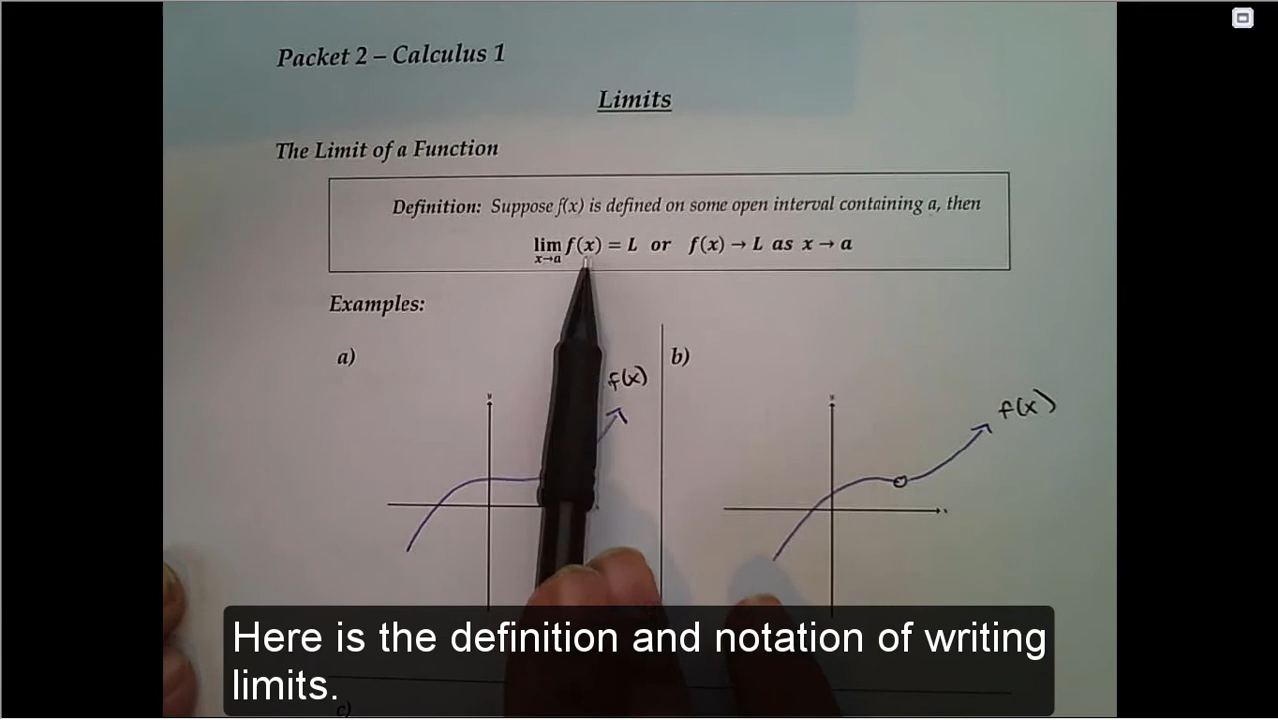 Packet 2 – Calculus 1
Limits
The Limit of a Function
Definition: Suppose f(x) is defined on some open interval containing a, then
lim f(x) = L or f(x) → L as x → a
x→a
Examples:
a)
b)
f(x)
f(x)
y
x
c)
Here is the definition and notation of writing
limits.